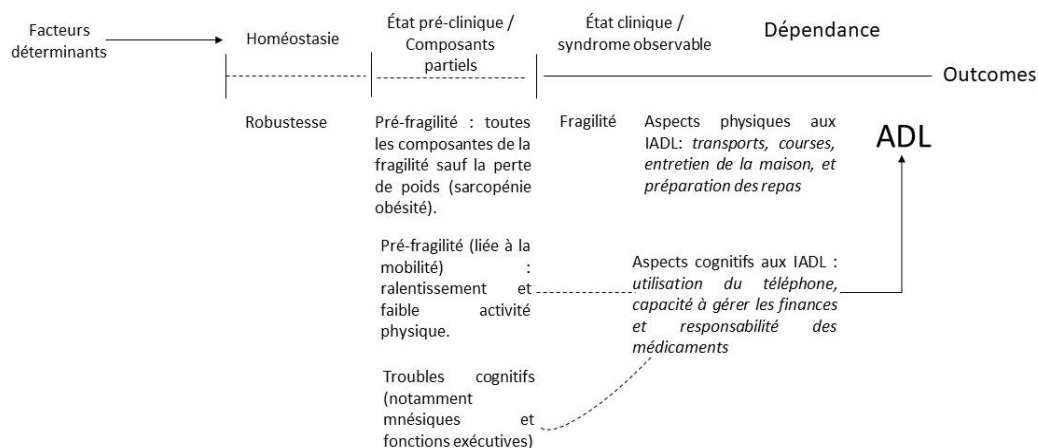 Facteurs
déterminants
Homéostasie
État pré-clinique /
Composants
partiels
État clinique /
syndrome observable
Dépendance
Outcomes
Robustesse
Pré-fragilité : toutes
les composantes de la
fragilité sauf la perte
de poids (sarcopénie
obésité).
Fragilité
Aspects physiques aux
IADL: transports, courses,
entretien de la maison, et
préparation des repas
ADL
Pré-fragilité (liée à la
mobilité) :
ralentissement et
faible activité
physique.
Aspects cognitifs aux IADL :
utilisation du téléphone,
capacité à gérer les finances
et responsabilité des
médicaments
Troubles cognitifs
(notamment
mnésiques et
fonctions exécutives)